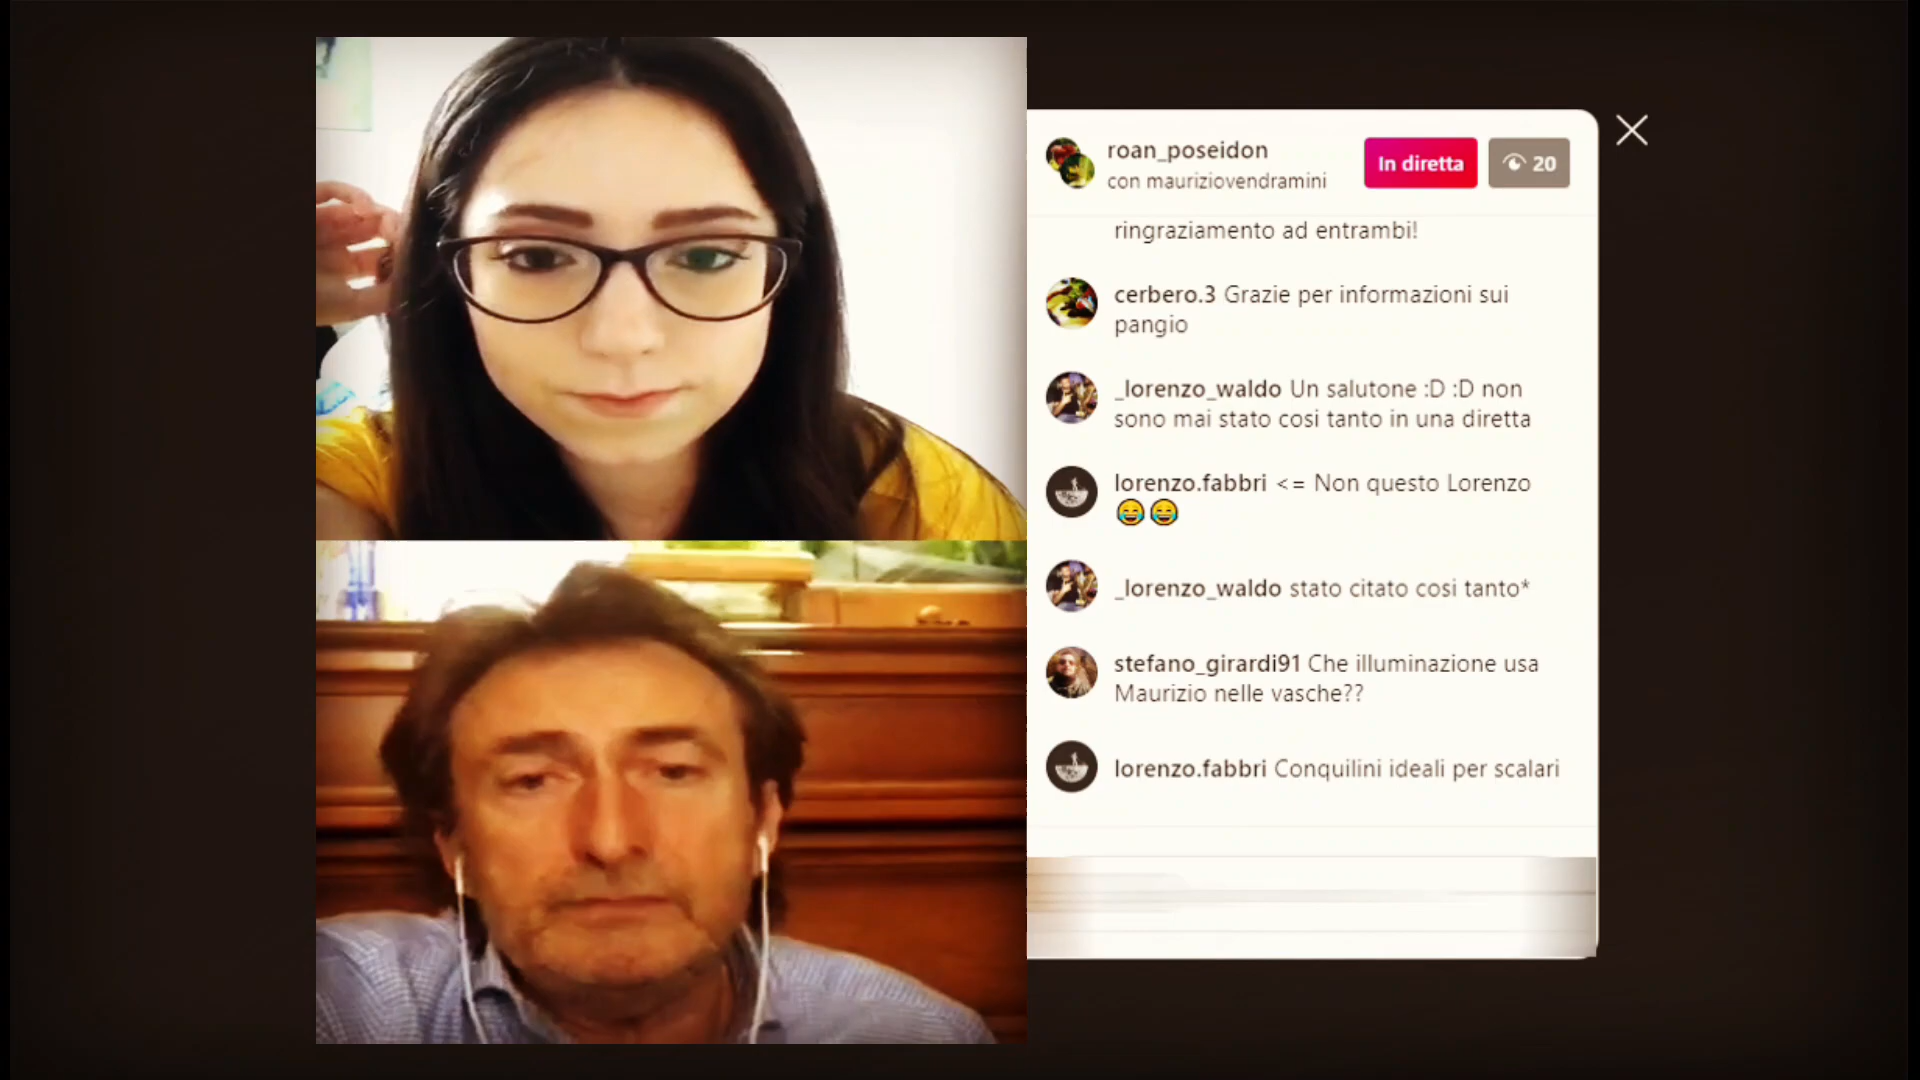 roan_poseidon
con mauriziovendramini
In diretta
20
ringraziamento ad entrambi!
cerbero.3 Grazie per informazioni sui
pangio
_lorenzo_waldo Un salutone :D :D non
sono mai stato cosi tanto in una diretta
lorenzo.fabbri <= Non questo Lorenzo
😂😂
_lorenzo_waldo stato citato cosi tanto*
stefano_girardi91 Che illuminazione usa
Maurizio nelle vasche??
lorenzo.fabbri Conquilini ideali per scalari